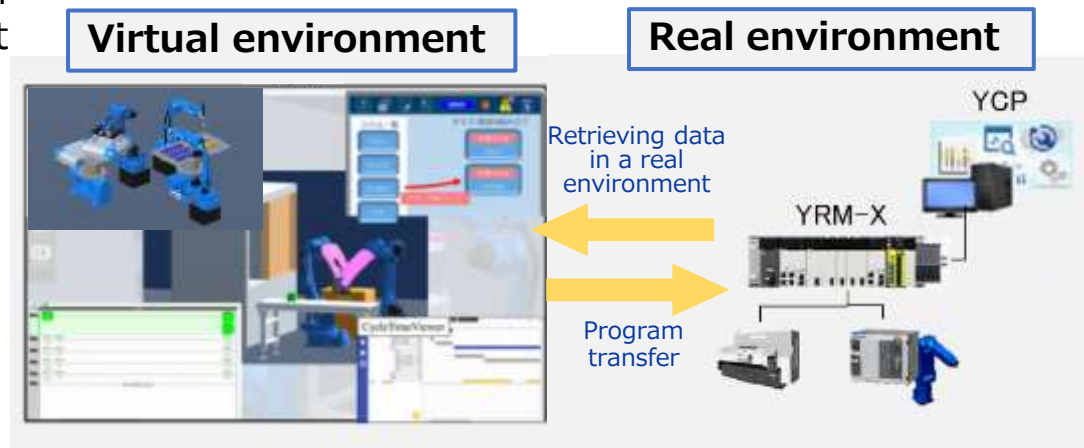 t
Virtual environment
Real environment
YCP
Retrieving data
in a real
environment
YRM-X
CycleTimeViewer
Program
transfer